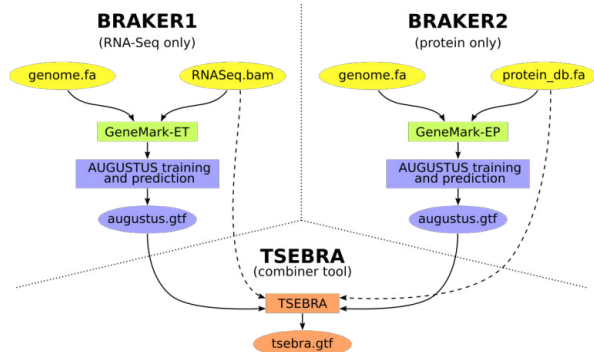 BRAKER1
(RNA-Seq only)
genome.fa
RNASeq.bam
GeneMark-ET
AUGUSTUS training
and prediction
augustus.gtf
BRAKER2
(protein only)
genome.fa
protein_db.fa
GeneMark-EP
AUGUSTUS training
and prediction
augustus.gtf
TSEBRA
(combiner tool)
TSEBRA
tsebra.gtf